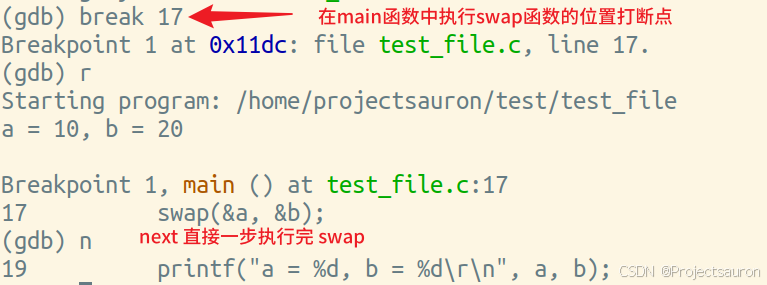 (gdb) break 17 在main函数中执行swap函数的位置打断点
Breakpoint 1 at 0x11dc: file test_file.c, line 17.
(gdb) r
Starting program: /home/projectsauron/test/test_file
a = 10, b = 20
Breakpoint 1, main () at test_file.c:17
17 swap(&a, &b);
(gdb) n next 直接一步执行完 swap
19 printf("a = %d, b = %d\r\n", a, b);
CSDN @Projectsauron